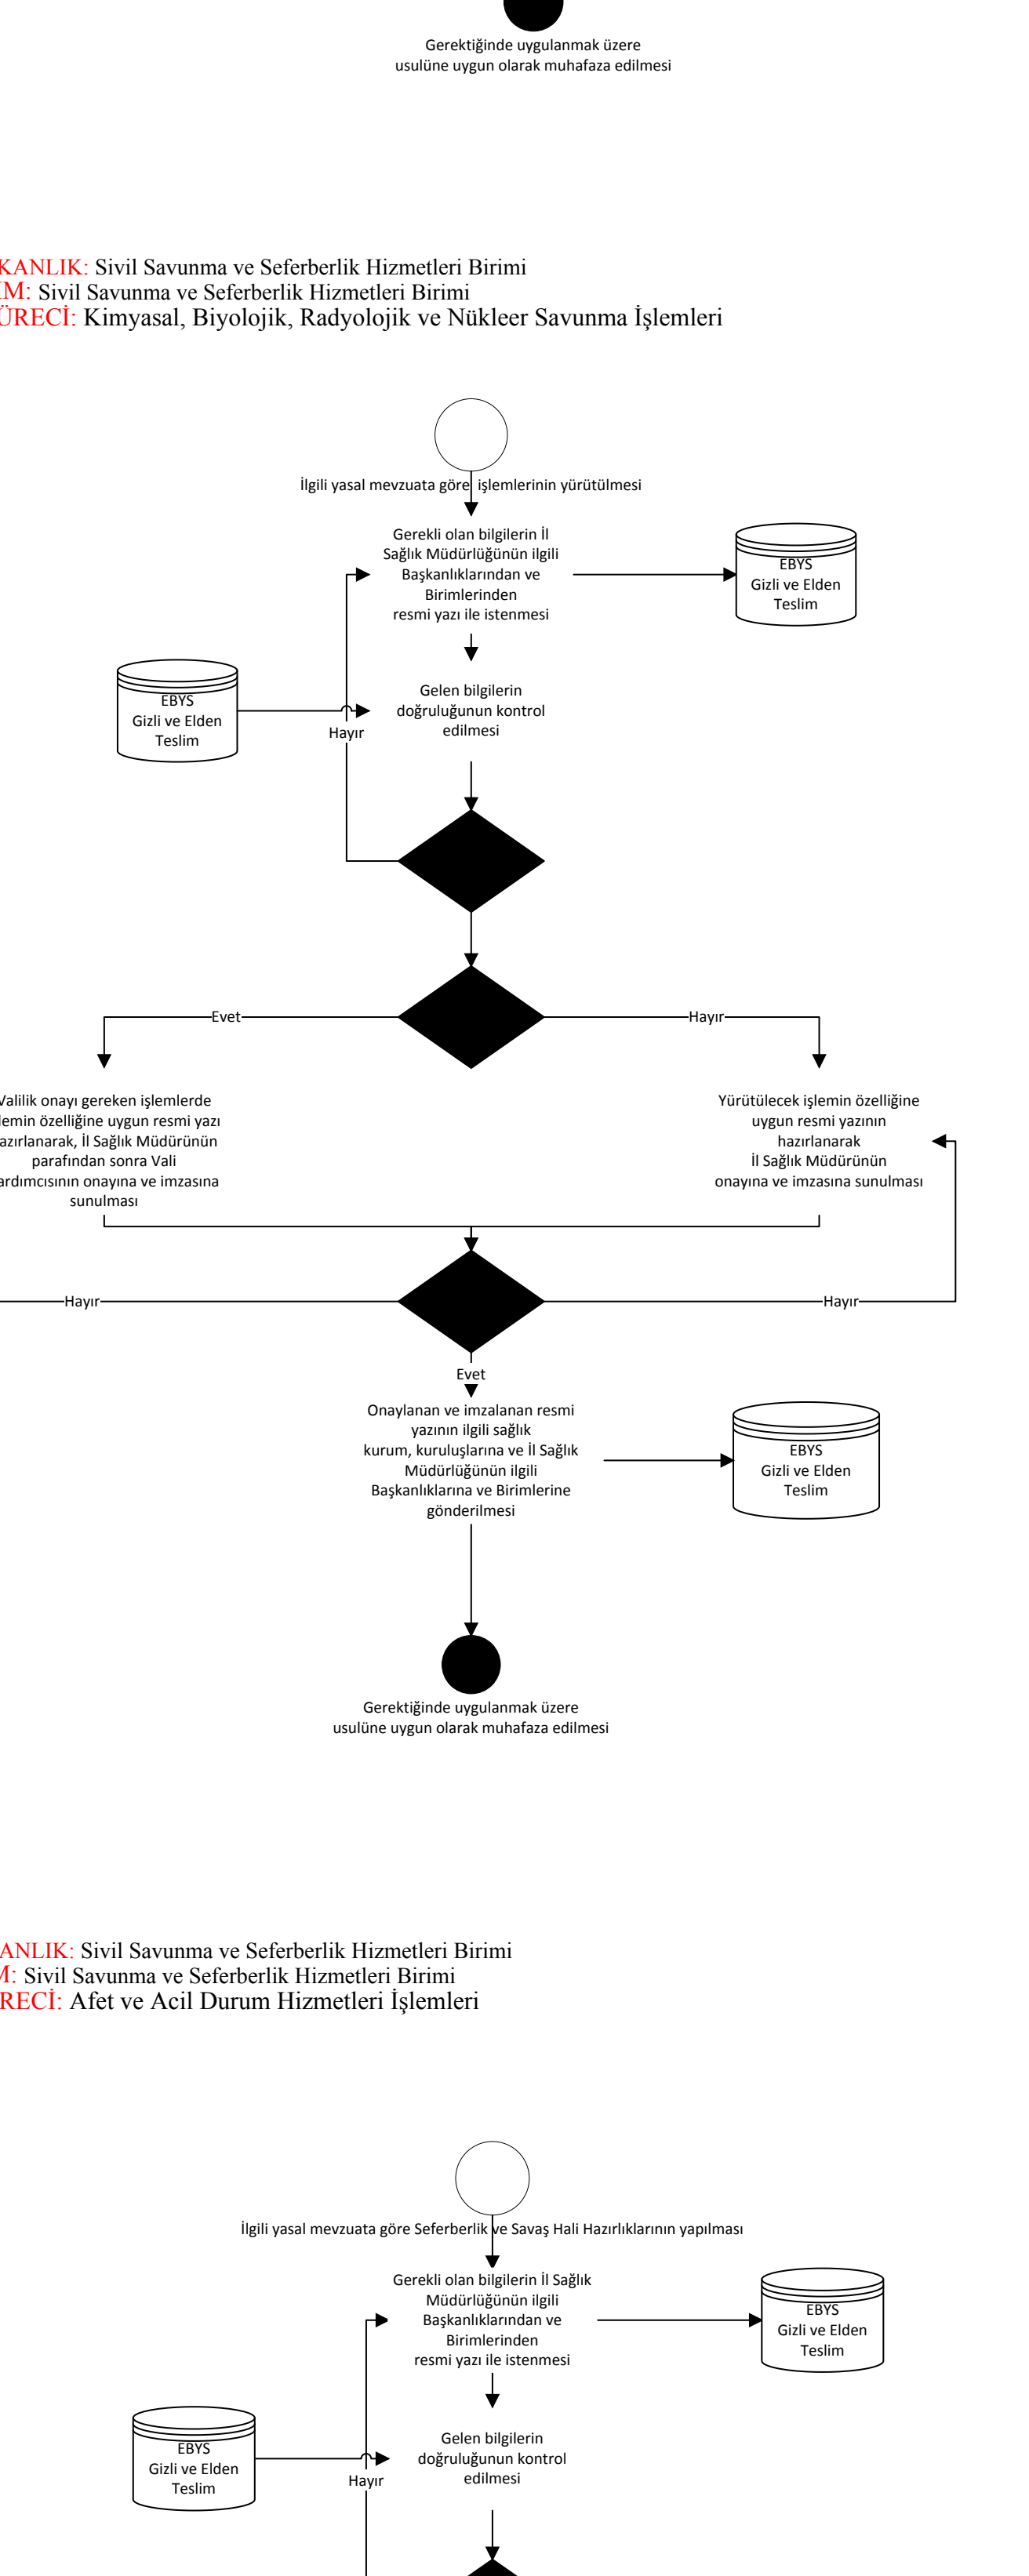 Gerektiğinde uygulanmak üzere
usulüne uygun olarak muhafaza edilmesi
KANLIK: Sivil Savunma ve Seferberlik Hizmetleri Birimi
İM: Sivil Savunma ve Seferberlik Hizmetleri Birimi
ÜRECİ: Kimyasal, Biyolojik, Radyolojik ve Nükleer Savunma İşlemleri
İlgili yasal mevzuata göre işlemlerinin yürütülmesi
Gerekli olan bilgilerin İl
Sağlık Müdürlüğünün ilgili
Başkanlıklarından ve
Birimlerinden
resmi yazı ile istenmesi
EBYS
Gizli ve Elden
Teslim
EBYS
Gizli ve Elden
Teslim
Gelen bilgilerin
doğruluğunun kontrol
edilmesi
Hayır
Evet
Hayır
Valilik onayı gereken işlemlerde
lemin özelliğine uygun resmi yazı
azırlanarak, İl Sağlık Müdürünün
parafından sonra Vali
ardımcısının onayına ve imzasına
sunulması
Yürütülecek işlemin özelliğine
uygun resmi yazının
hazırlanarak
İl Sağlık Müdürünün
onayına ve imzasına sunulması
Hayır
Hayır
Evet
Onaylanan ve imzalanan resmi
yazının ilgili sağlık
kurum, kuruluşlarına ve İl Sağlık
Müdürlüğünün ilgili
Başkanlıklarına ve Birimlerine
gönderilmesi
EBYS
Gizli ve Elden
Teslim
Gerektiğinde uygulanmak üzere
usulüne uygun olarak muhafaza edilmesi
ANLIK: Sivil Savunma ve Seferberlik Hizmetleri Birimi
M: Sivil Savunma ve Seferberlik Hizmetleri Birimi
RECİ: Afet ve Acil Durum Hizmetleri İşlemleri
İlgili yasal mevzuata göre Seferberlik ve Savaş Hali Hazırlıklarının yapılması
Gerekli olan bilgilerin İl Sağlık
Müdürlüğünün ilgili
Başkanlıklarından ve
Birimlerinden
resmi yazı ile istenmesi
EBYS
Gizli ve Elden
Teslim
EBYS
Gizli ve Elden
Teslim
Gelen bilgilerin
doğruluğunun kontrol
edilmesi
Hayır